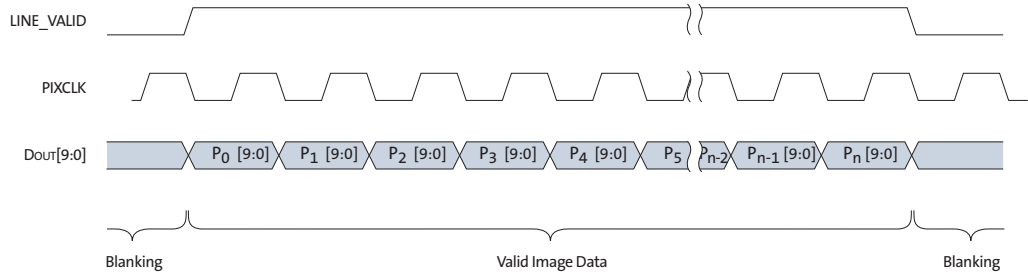 LINE_VALID
PIXCLK
DOUT[9:0]
P0 [9:0] P1 [9:0] P2 [9:0] P3 [9:0] P4 [9:0] P5 Pn-2 Pn-1 [9:0] Pn [9:0]
Blanking Valid Image Data Blanking